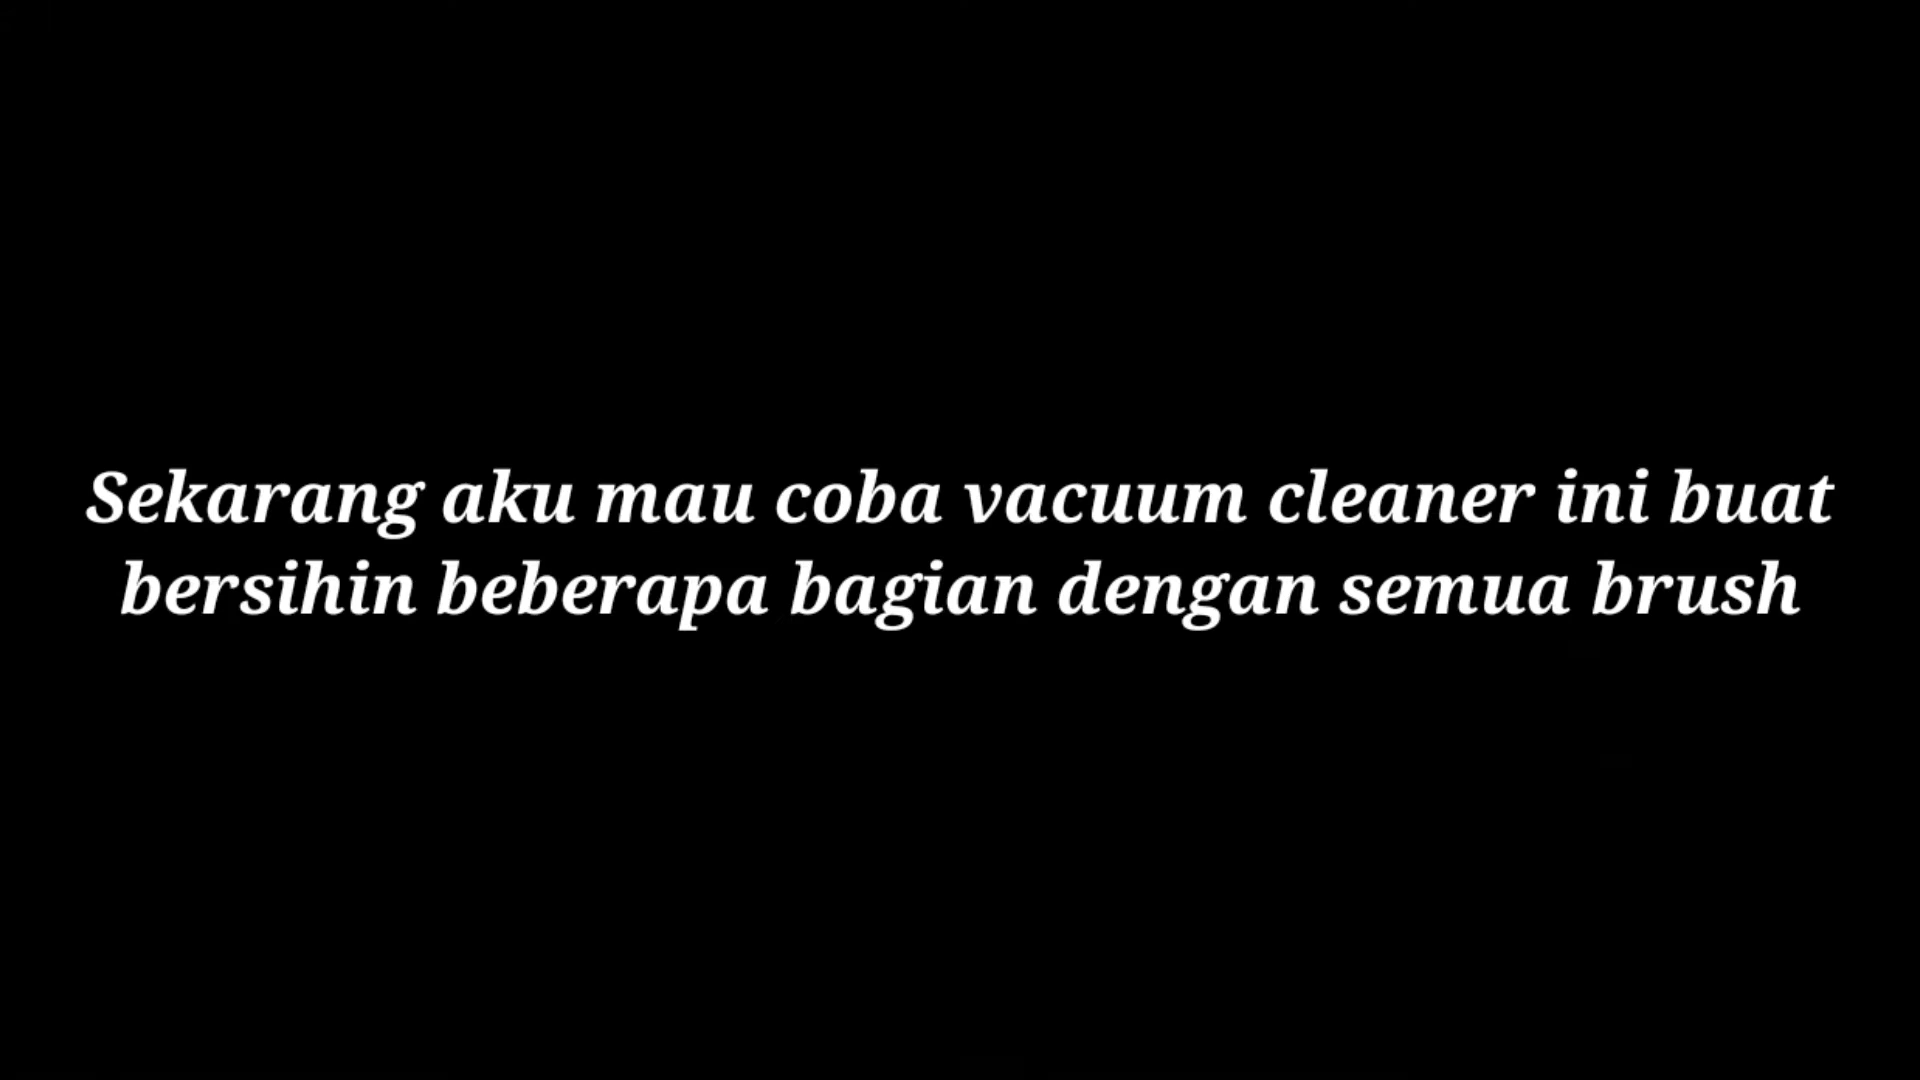 Sekarang aku mau coba vacuum cleaner ini buat
bersihin beberapa bagian dengan semua brush